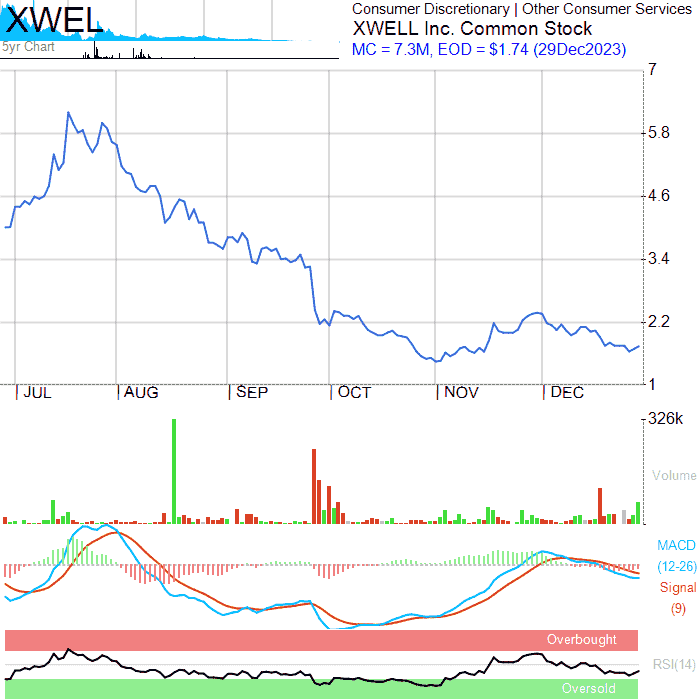 XWEL
5yr Chart
Consumer Discretionary | Other Consumer Services
XWELL Inc. Common Stock
MC = 7.3M, EOD = $1.74 (29Dec2023)
7
5.8
4.6
3.4
2.2
1
JUL AUG SEP OCT NOV DEC
326k
Volume
MACD
(12-26)
Signal
(9)
Overbought
RSI(14)
Oversold